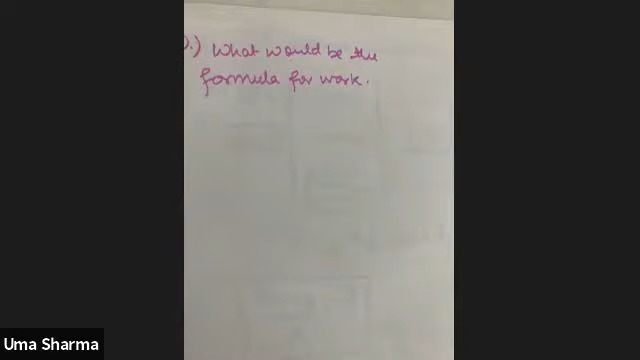 ).) What would be the
formula for work.
Uma Sharma